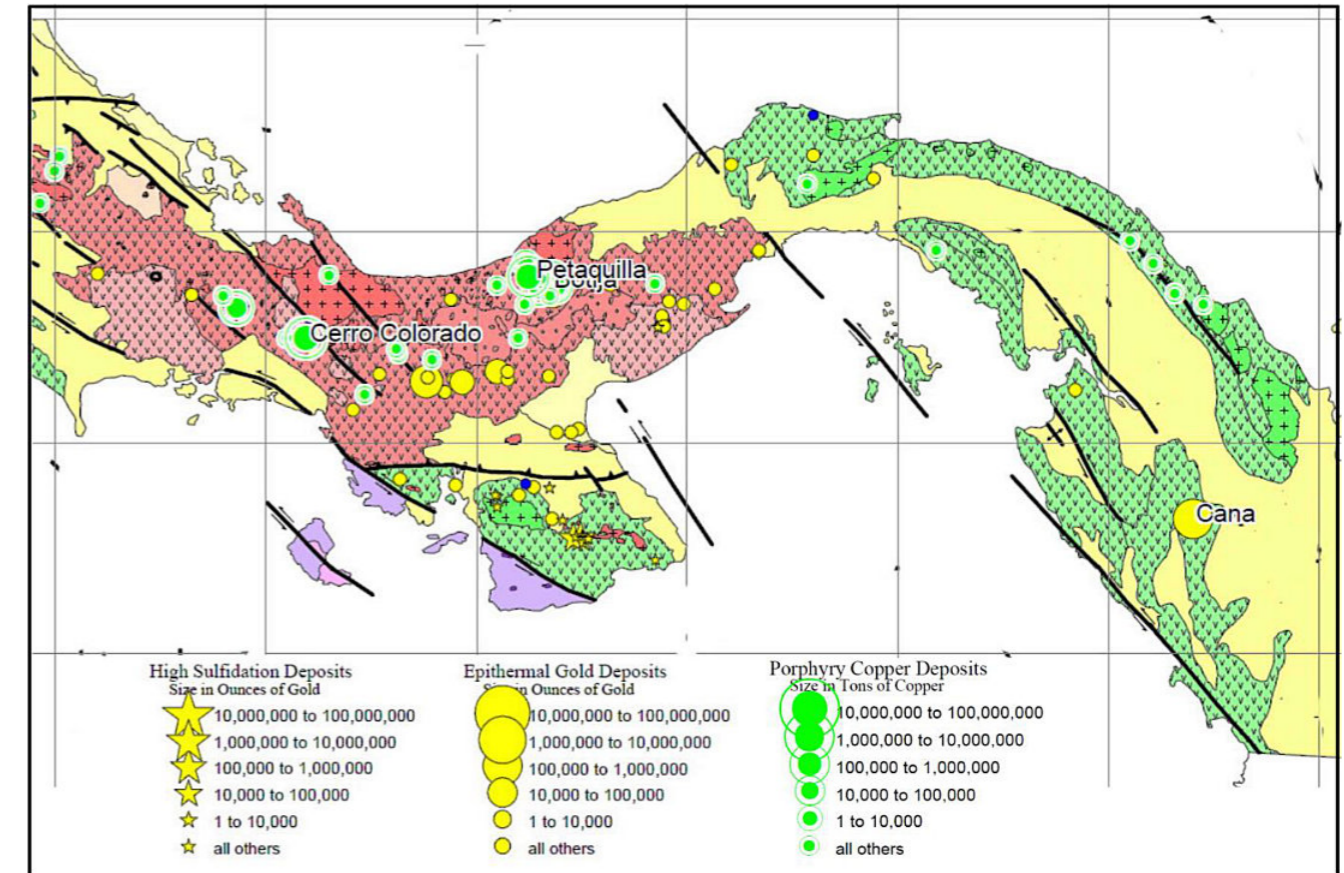 Petaquilla
Botija
Cerro Colorado
Cana
High Sulfidation Deposits
Size in Ounces of Gold
10,000,000 to 100,000,000
1,000,000 to 10,000,000
100,000 to 1,000,000
10,000 to 100,000
1 to 10,000
all others
Epithermal Gold Deposits
Size in Ounces of Gold
10,000,000 to 100,000,000
1,000,000 to 10,000,000
100,000 to 1,000,000
10,000 to 100,000
1 to 10,000
all others
Porphyry Copper Deposits
Size in Tons of Copper
10,000,000 to 100,000,000
1,000,000 to 10,000,000
100,000 to 1,000,000
10,000 to 100,000
1 to 10,000
all others